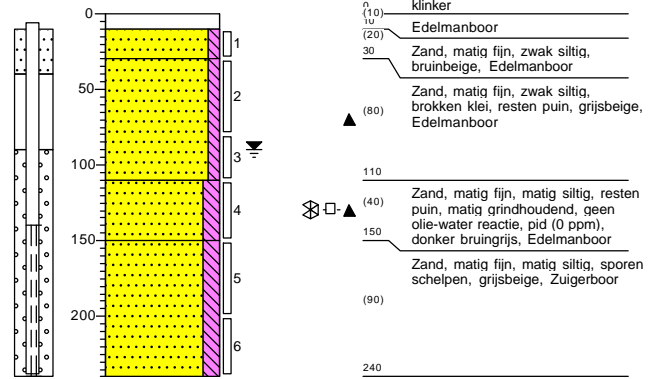 0
50
100
150
200
1
2
3
4
5
6
0
klinker
(10)
10
Edelmanboor
(20)
30
Zand, matig fijn, zwak siltig,
bruinbeige, Edelmanboor
Zand, matig fijn, zwak siltig,
brokken klei, resten puin, grijsbeige,
Edelmanboor
(80)
110
Zand, matig fijn, matig siltig, resten
puin, matig grindhoudend, geen
olie-water reactie, pid (0 ppm),
donker bruingrijs, Edelmanboor
(40)
150
Zand, matig fijn, matig siltig, sporen
schelpen, grijsbeige, Zuigerboor
(90)
240